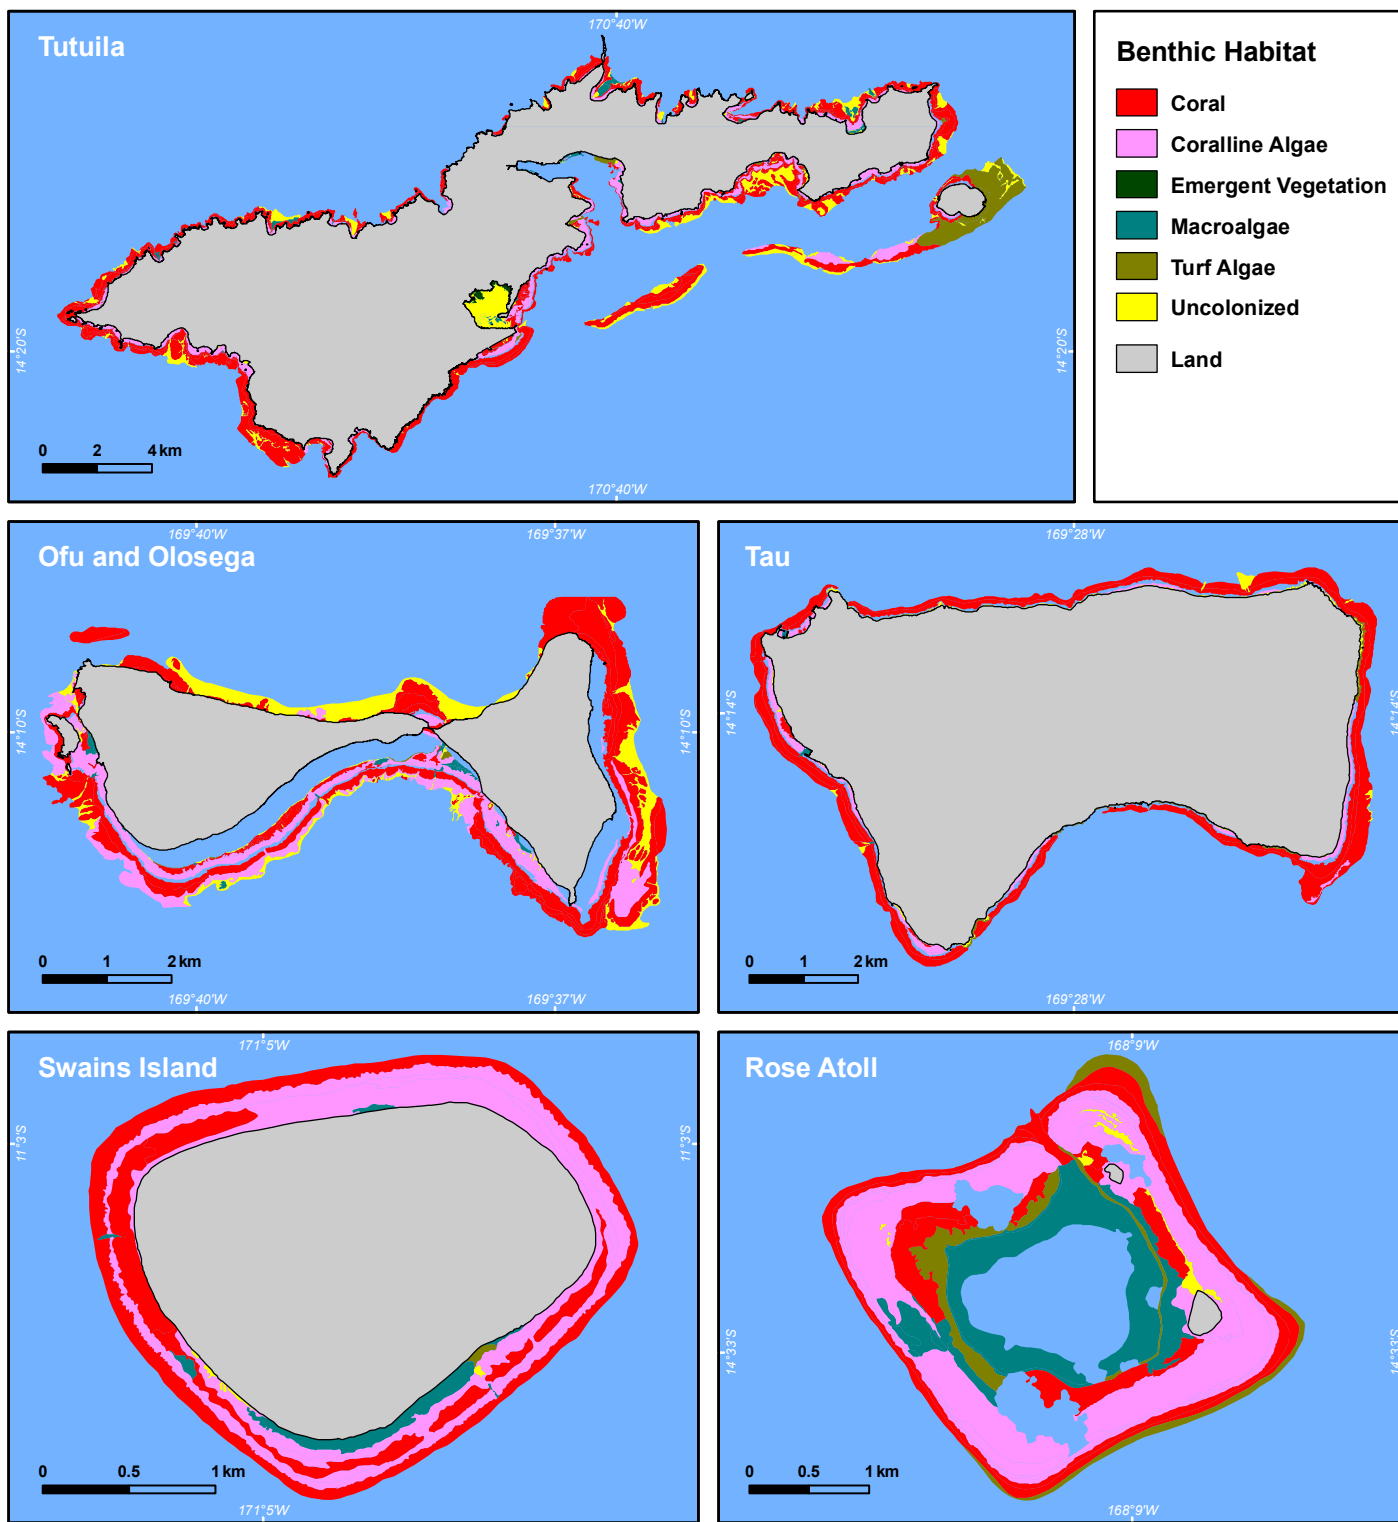 Tutuila
170°40'W
14°20'S
14°20'S
0 2 4 km
170°40'W
Benthic Habitat
Coral
Coralline Algae
Emergent Vegetation
Macroalgae
Turf Algae
Uncolonized
Land
Ofu and Olosega
169°40'W
169°37'W
14°10'S
14°10'S
0 1 2 km
169°40'W
169°37'W
Tau
169°28'W
14°14'S
14°14'S
0 1 2 km
169°28'W
Swains Island
171°5'W
11°3'S
11°3'S
0 0.5 1 km
171°5'W
Rose Atoll
168°9'W
14°33'S
14°33'S
0 0.5 1 km
168°9'W